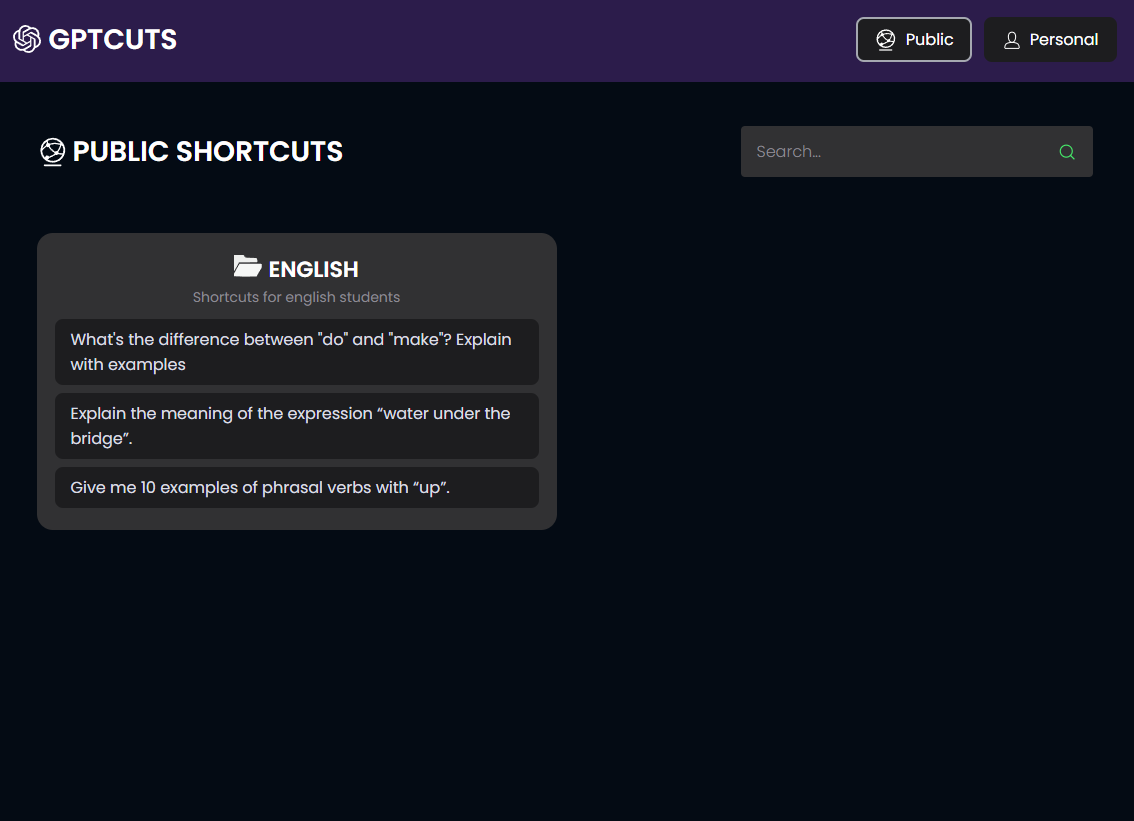 GPTCUTS
Public
Personal
PUBLIC SHORTCUTS
Search...
ENGLISH
Shortcuts for english students
What's the difference between "do" and "make"? Explain
with examples
Explain the meaning of the expression “water under the
bridge”.
Give me 10 examples of phrasal verbs with “up”.